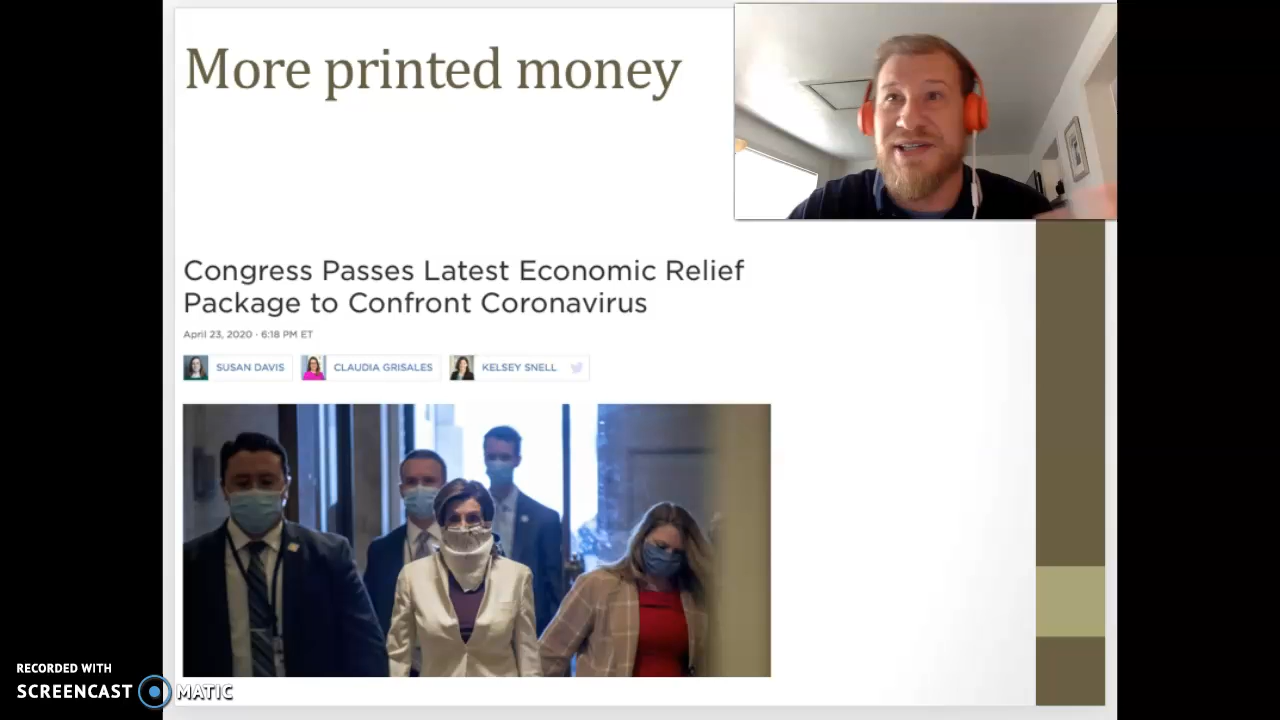 More printed money
Congress Passes Latest Economic Relief
Package to Confront Coronavirus
April 23, 2020 · 6:18 PM ET
SUSAN DAVIS CLAUDIA GRISALES KELSEY SNELL
RECORDED WITH
SCREENCAST MATIC